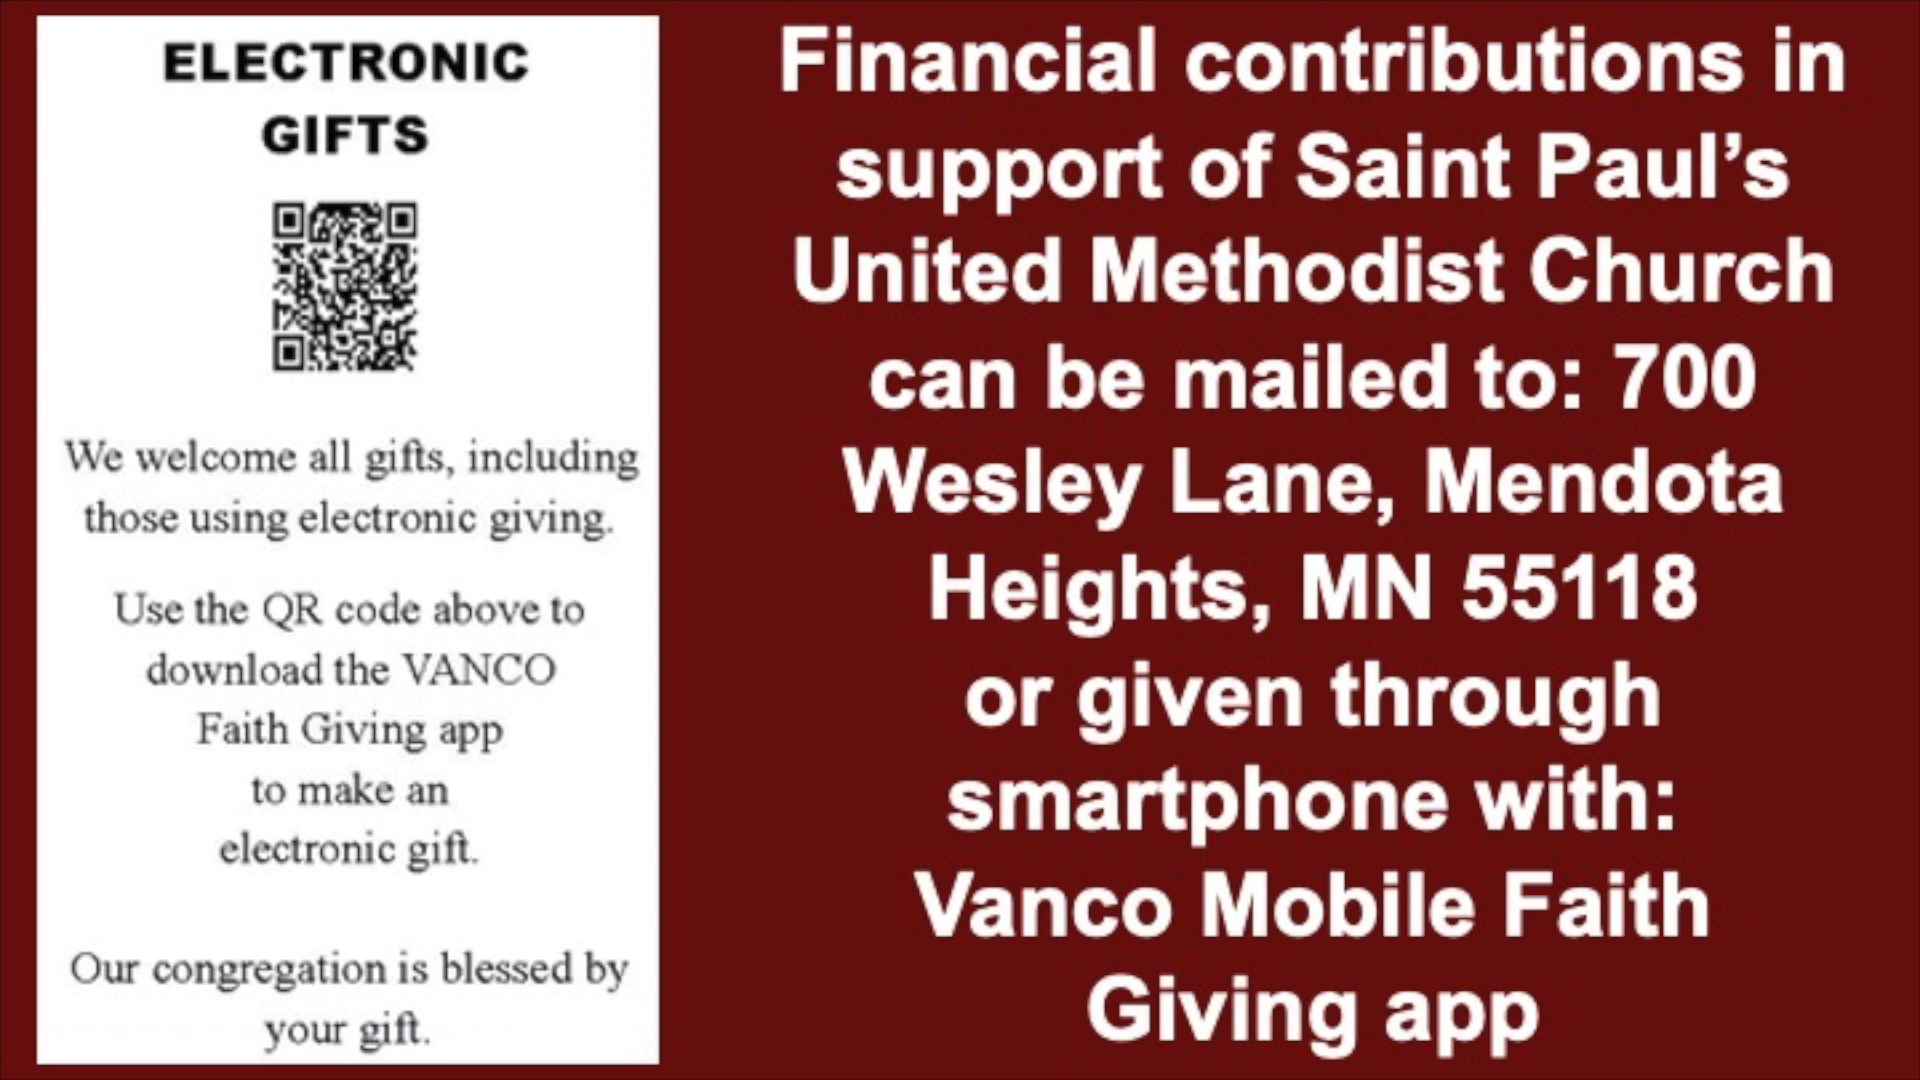 ELECTRONIC
GIFTS
We welcome all gifts, including
those using electronic giving.
Use the QR code above to
download the VANCO
Faith Giving app
to make an
electronic gift.
Our congregation is blessed by
your gift.
Financial contributions in
support of Saint Paul’s
United Methodist Church
can be mailed to: 700
Wesley Lane, Mendota
Heights, MN 55118
or given through
smartphone with:
Vanco Mobile Faith
Giving app